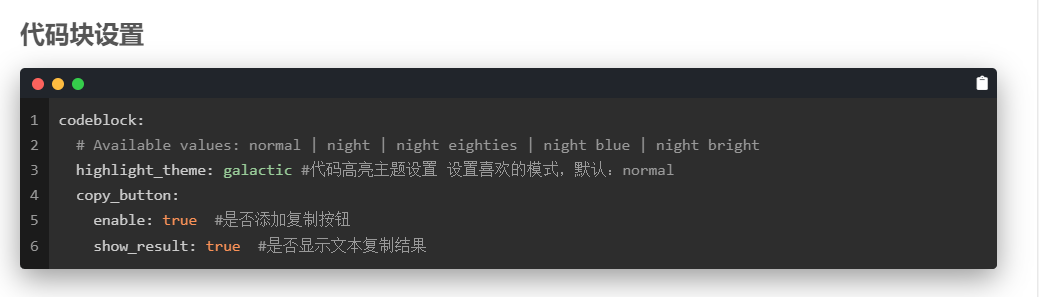 代码块设置
1 codeblock:
2 # Available values: normal | night | night eighties | night blue | night bright
3 highlight_theme: galactic #代码高亮主题设置 设置喜欢的模式，默认：normal
4 copy_button:
5 enable: true #是否添加复制按钮
6 show_result: true #是否显示文本复制结果